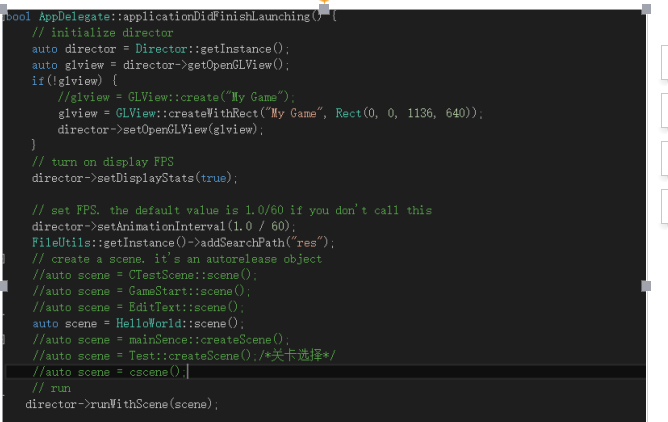 bool AppDelegate::applicationDidFinishLaunching() {
// initialize director
auto director = Director::getInstance();
auto glview = director->getOpenGLView();
if(!glview) {
//glview = GLView::create("My Game");
glview = GLView::createWithRect("My Game", Rect(0, 0, 1136, 640));
director->setOpenGLView(glview);
}
// turn on display FPS
director->setDisplayStats(true);
// set FPS. the default value is 1.0/60 if you don't call this
director->setAnimationInterval(1.0 / 60);
FileUtils::getInstance()->addSearchPath("res");
// create a scene. it's an autorelease object
//auto scene = CTestScene::scene();
//auto scene = GameStart::scene();
//auto scene = EditText::scene();
auto scene = HelloWorld::scene();
//auto scene = mainSence::createScene();
//auto scene = Test::createScene();/*关卡选择*/
//auto scene = cscene();
// run
director->runWithScene(scene);